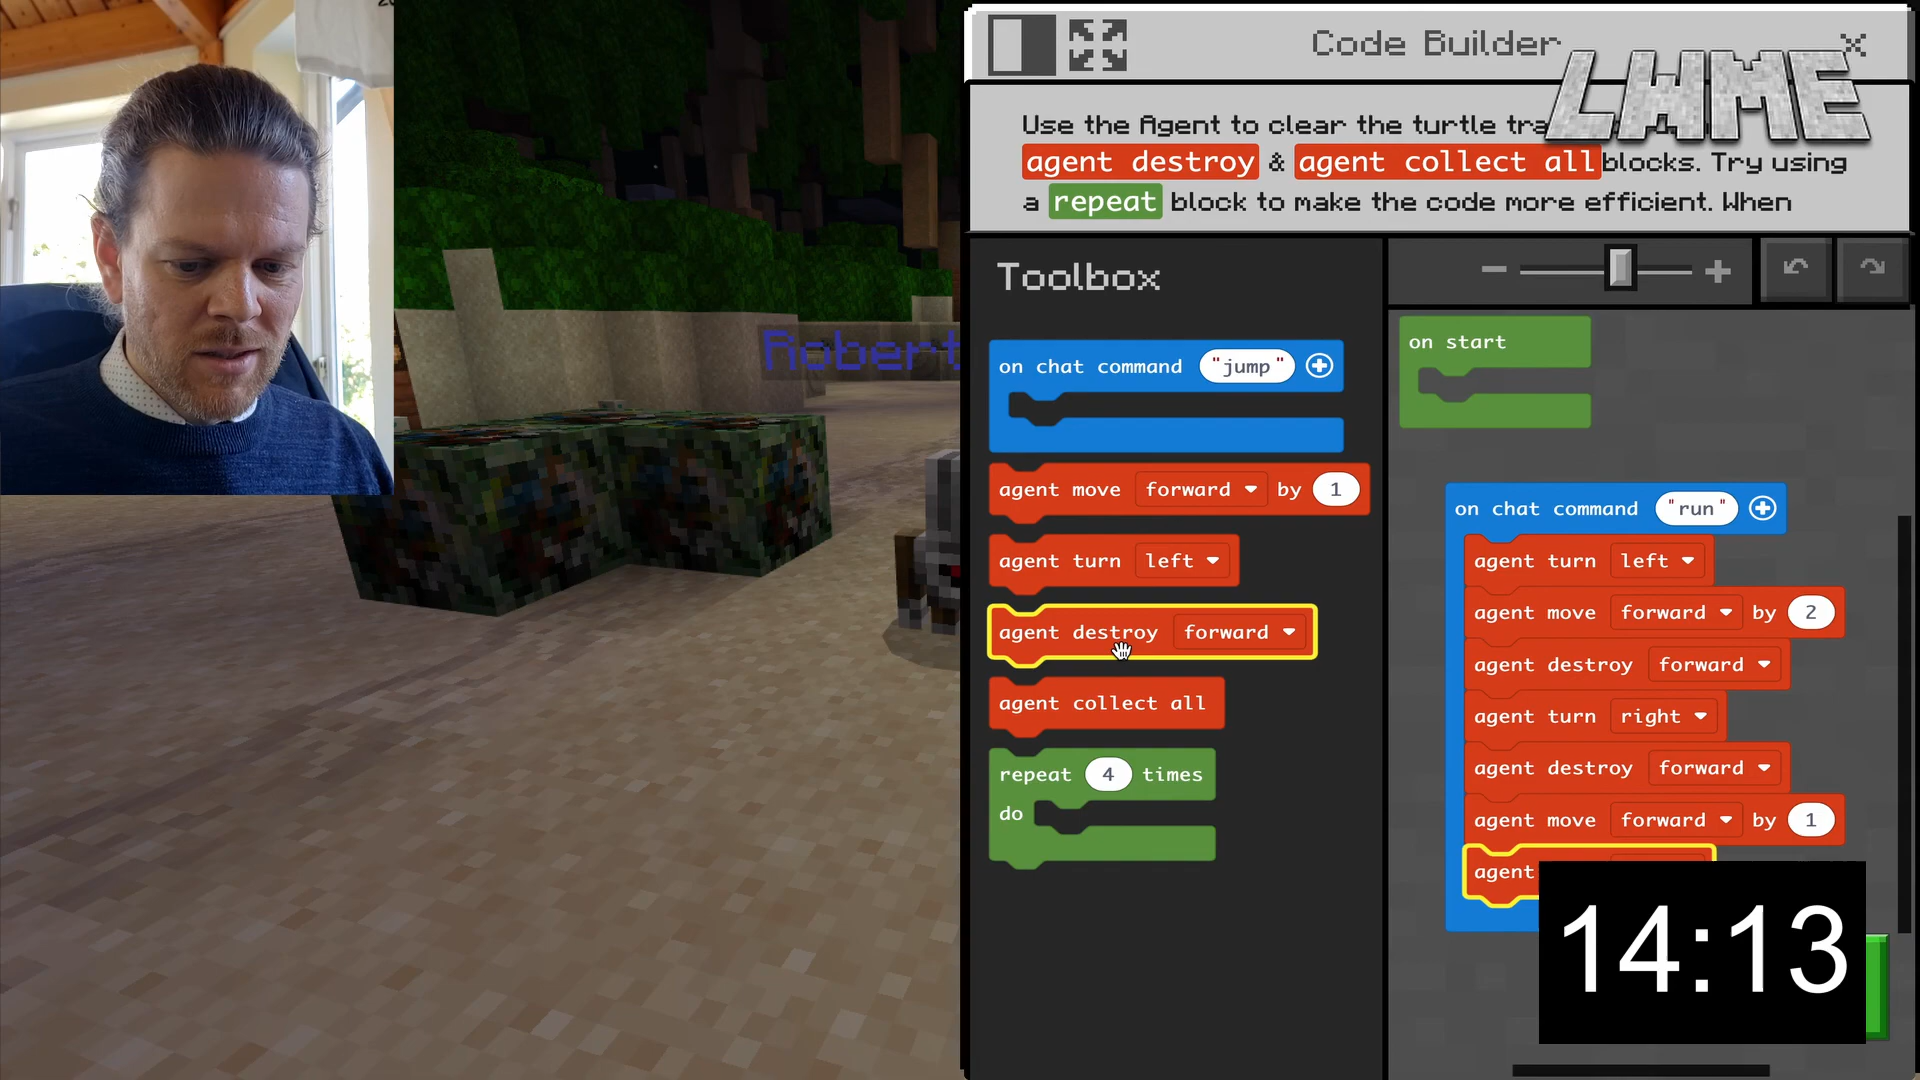 Code Builder
LWME
Use the Agent to clear the turtle
agent destroy & agent collect all blocks. Try using
a repeat block to make the code more efficient. When
Toolbox
on chat command "jump"
agent move forward by 1
agent turn left
agent destroy forward
agent collect all
repeat 4 times
do
on start
on chat command "run"
agent turn left
agent move forward by 2
agent destroy forward
agent turn right
agent destroy forward
agent move forward by 1
agent
14:13
Robert